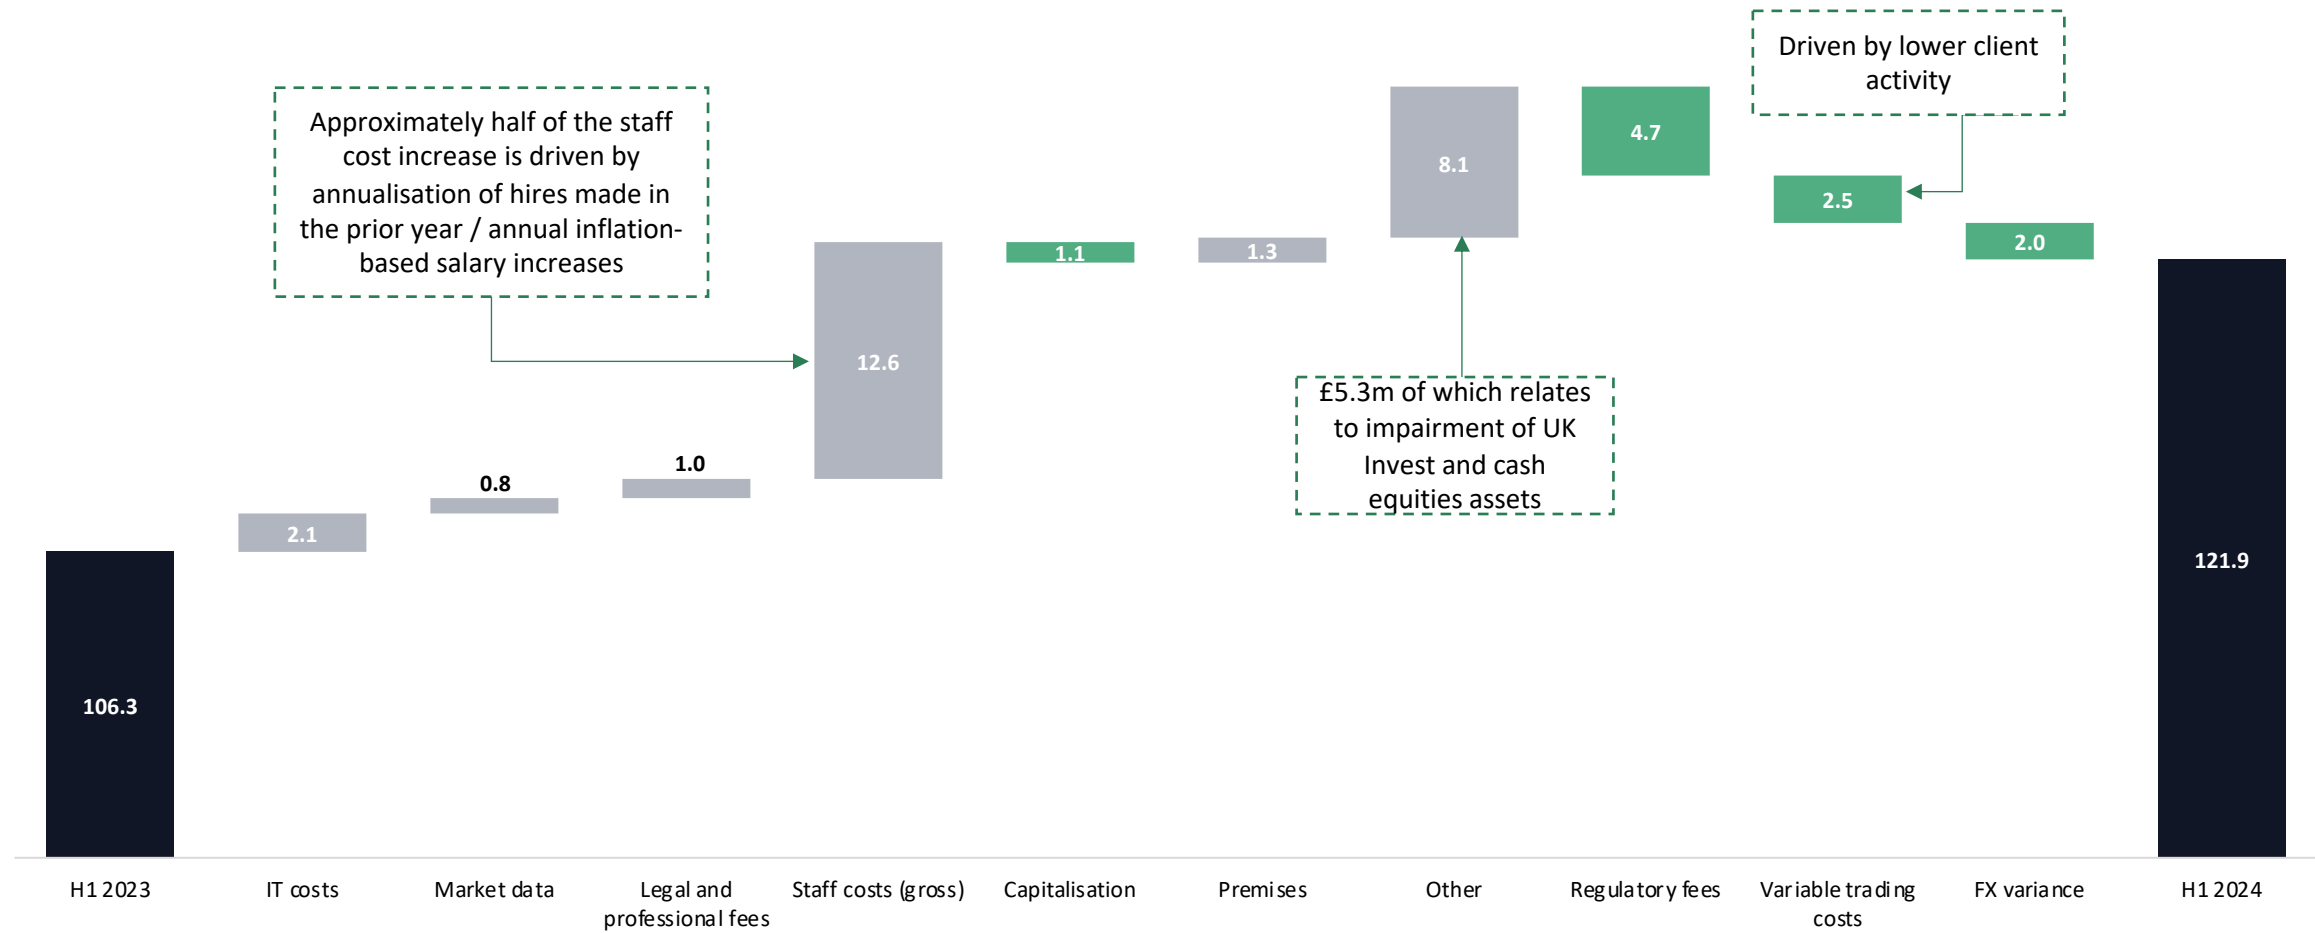 Driven by lower client
activity
Approximately half of the staff
cost increase is driven by
annualisation of hires made in
the prior year / annual inflation-
based salary increases
4.7
8.1
2.5
2.0
1.1
1.3
12.6
£5.3m of which relates
to impairment of UK
Invest and cash
equities assets
1.0
0.8
2.1
121.9
106.3
H1 2023
IT costs
Market data
Legal and
professional fees
Staff costs (gross)
Capitalisation
Premises
Other
Regulatory fees
Variable trading
costs
FX variance
H1 2024